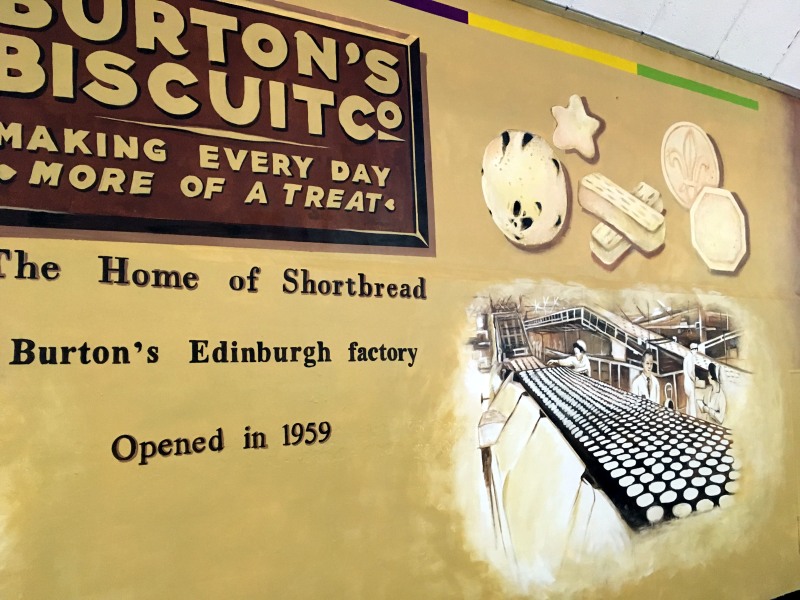 BURTON'S
BISCUIT Co
MAKING EVERY DAY
MORE OF A TREAT
The Home of Shortbread
Burton's Edinburgh factory
Opened in 1959